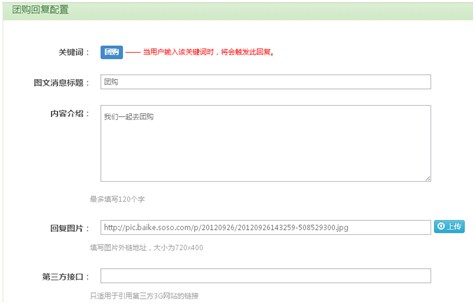 团购回复配置
关键词： 团购 —— 当用户输入该关键词时，将会触发此回复。
图文消息标题： 团购
内容介绍： 我们一起去团购
最多填写120个字
回复图片： http://pic.baike.soso.com/p/20120926/20120926143259-508529300.jpg 上传
填写图片外链地址，大小为720x400
第三方接口：
只适用于引用第三方3G网站的链接